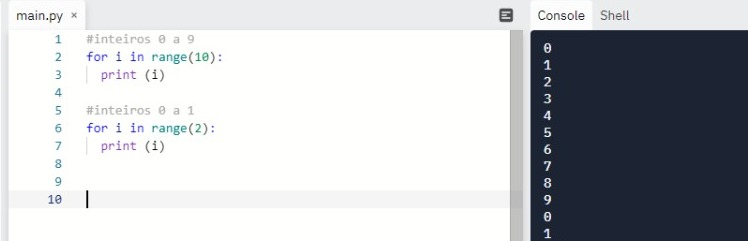 main.py ×
1 #inteiros 0 a 9
2 for i in range(10):
3 print (i)
4
5 #inteiros 0 a 1
6 for i in range(2):
7 print (i)
8
9
10
Console Shell
0
1
2
3
4
5
6
7
8
9
0
1